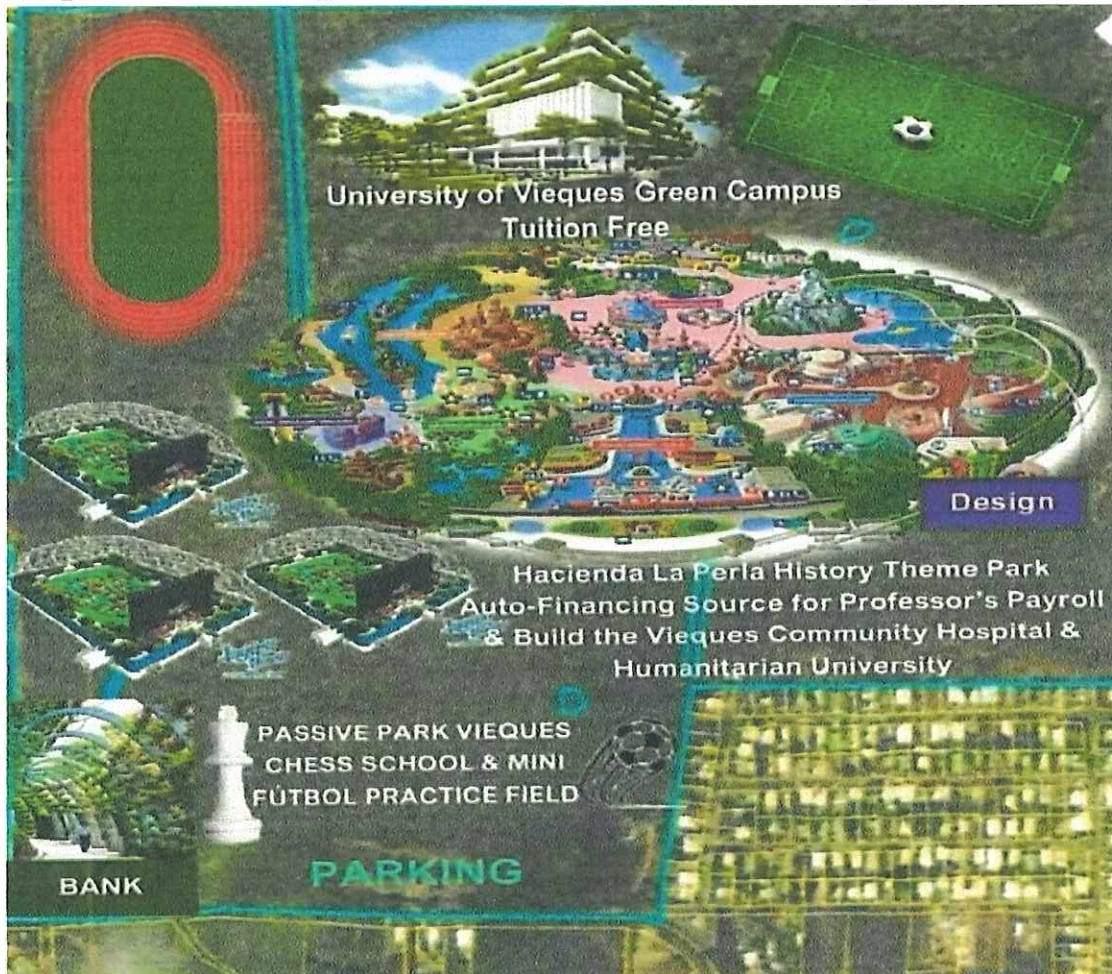 University of Vieques Green Campus
Tuition Free
Design
Hacienda La Perla History Theme Park
Auto-Financing Source for Professor's Payroll
& Build the Vieques Community Hospital &
Humanitarian University
PASSIVE PARK VIEQUES
CHESS SCHOOL & MINI
FÚTBOL PRACTICE FIELD
PARKING
BANK